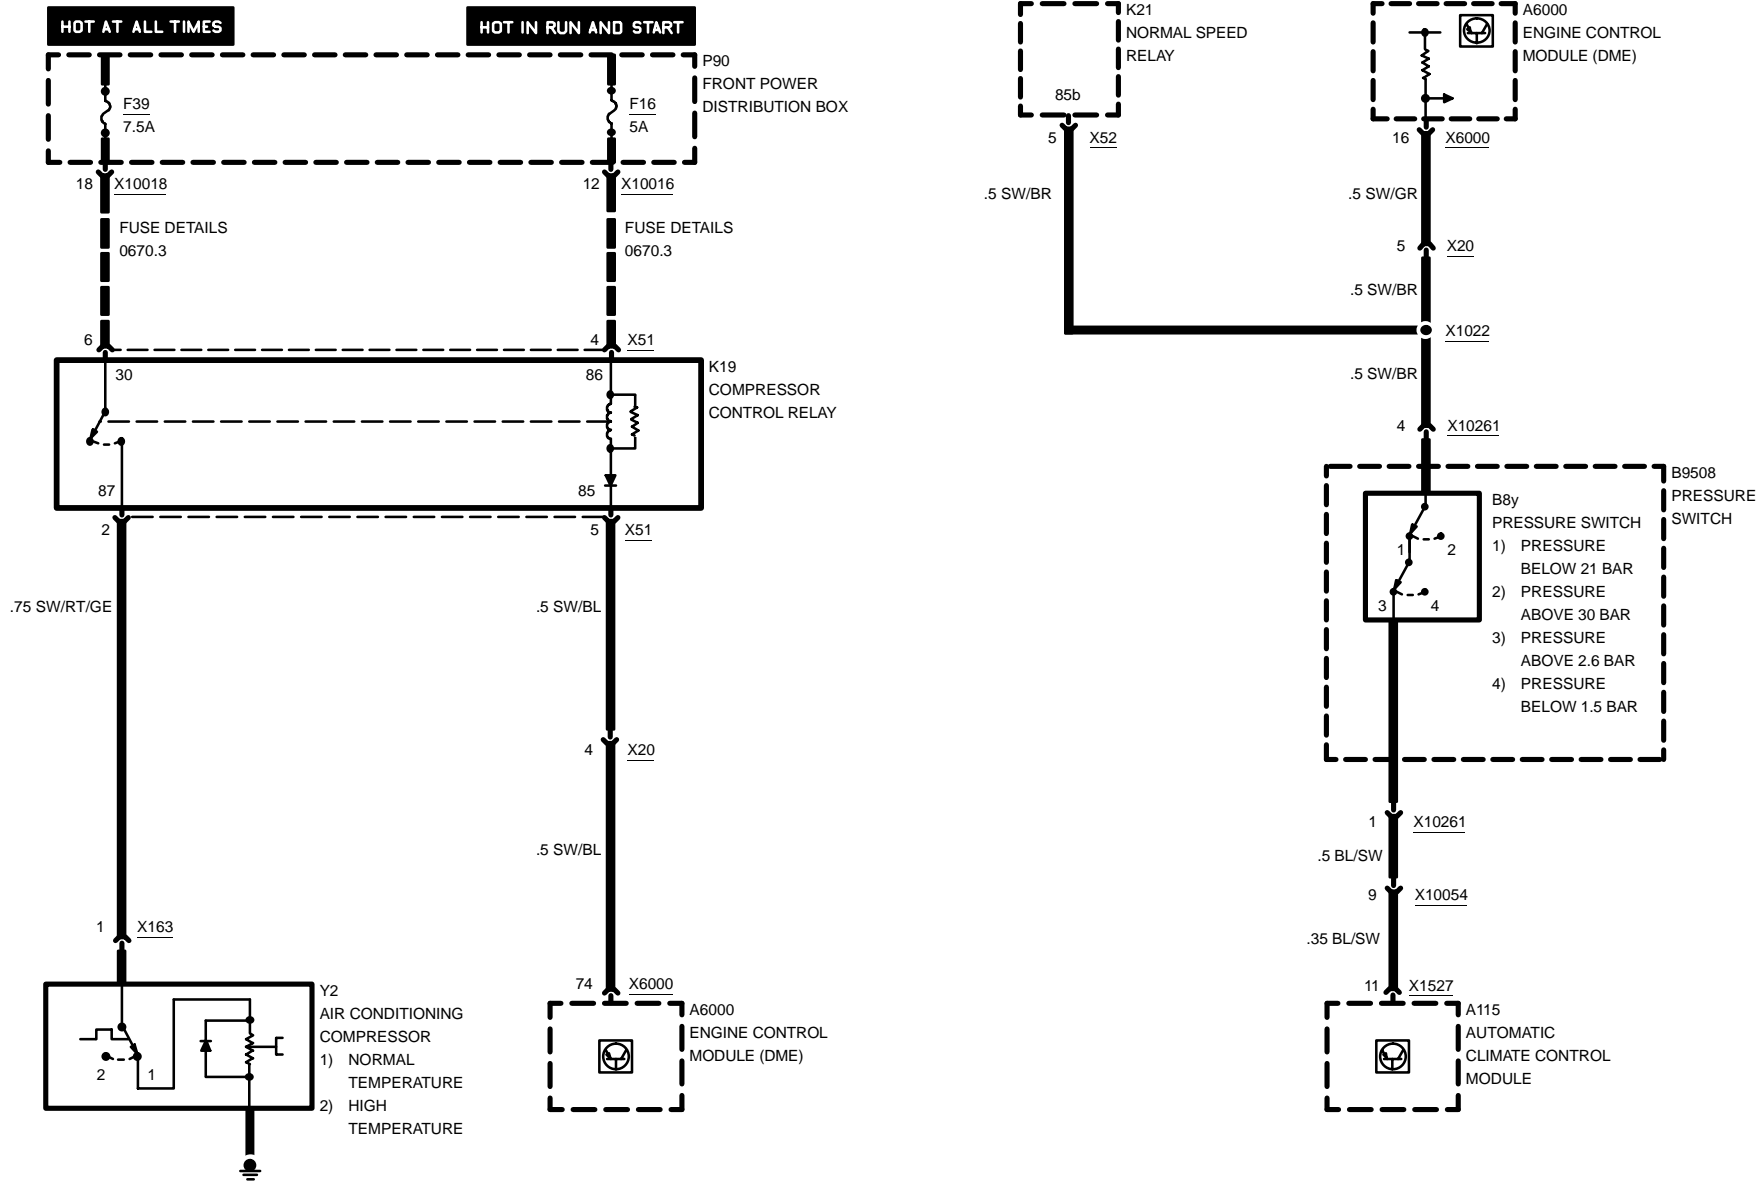 HOT AT ALL TIMES
HOT IN RUN AND START
P90
FRONT POWER
DISTRIBUTION BOX
F39
7.5A
F16
5A
18 X10018
12 X10016
FUSE DETAILS
0670.3
FUSE DETAILS
0670.3
6
4 X51
30
86
K19
COMPRESSOR
CONTROL RELAY
87
85
2
5 X51
.75 SW/RT/GE
.5 SW/BL
4 X20
.5 SW/BL
1 X163
74 X6000
Y2
AIR CONDITIONING
COMPRESSOR
1) NORMAL
TEMPERATURE
2) HIGH
TEMPERATURE
2
1
A6000
ENGINE CONTROL
MODULE (DME)
K21
NORMAL SPEED
RELAY
85b
5 X52
.5 SW/BR
A6000
ENGINE CONTROL
MODULE (DME)
16 X6000
.5 SW/GR
5 X20
.5 SW/BR
X1022
.5 SW/BR
4 X10261
B9508
PRESSURE
SWITCH
B8y
PRESSURE SWITCH
1) PRESSURE
BELOW 21 BAR
2) PRESSURE
ABOVE 30 BAR
3) PRESSURE
ABOVE 2.6 BAR
4) PRESSURE
BELOW 1.5 BAR
1
2
3
4
1 X10261
.5 BL/SW
9 X10054
.35 BL/SW
11 X1527
A115
AUTOMATIC
CLIMATE CONTROL
MODULE